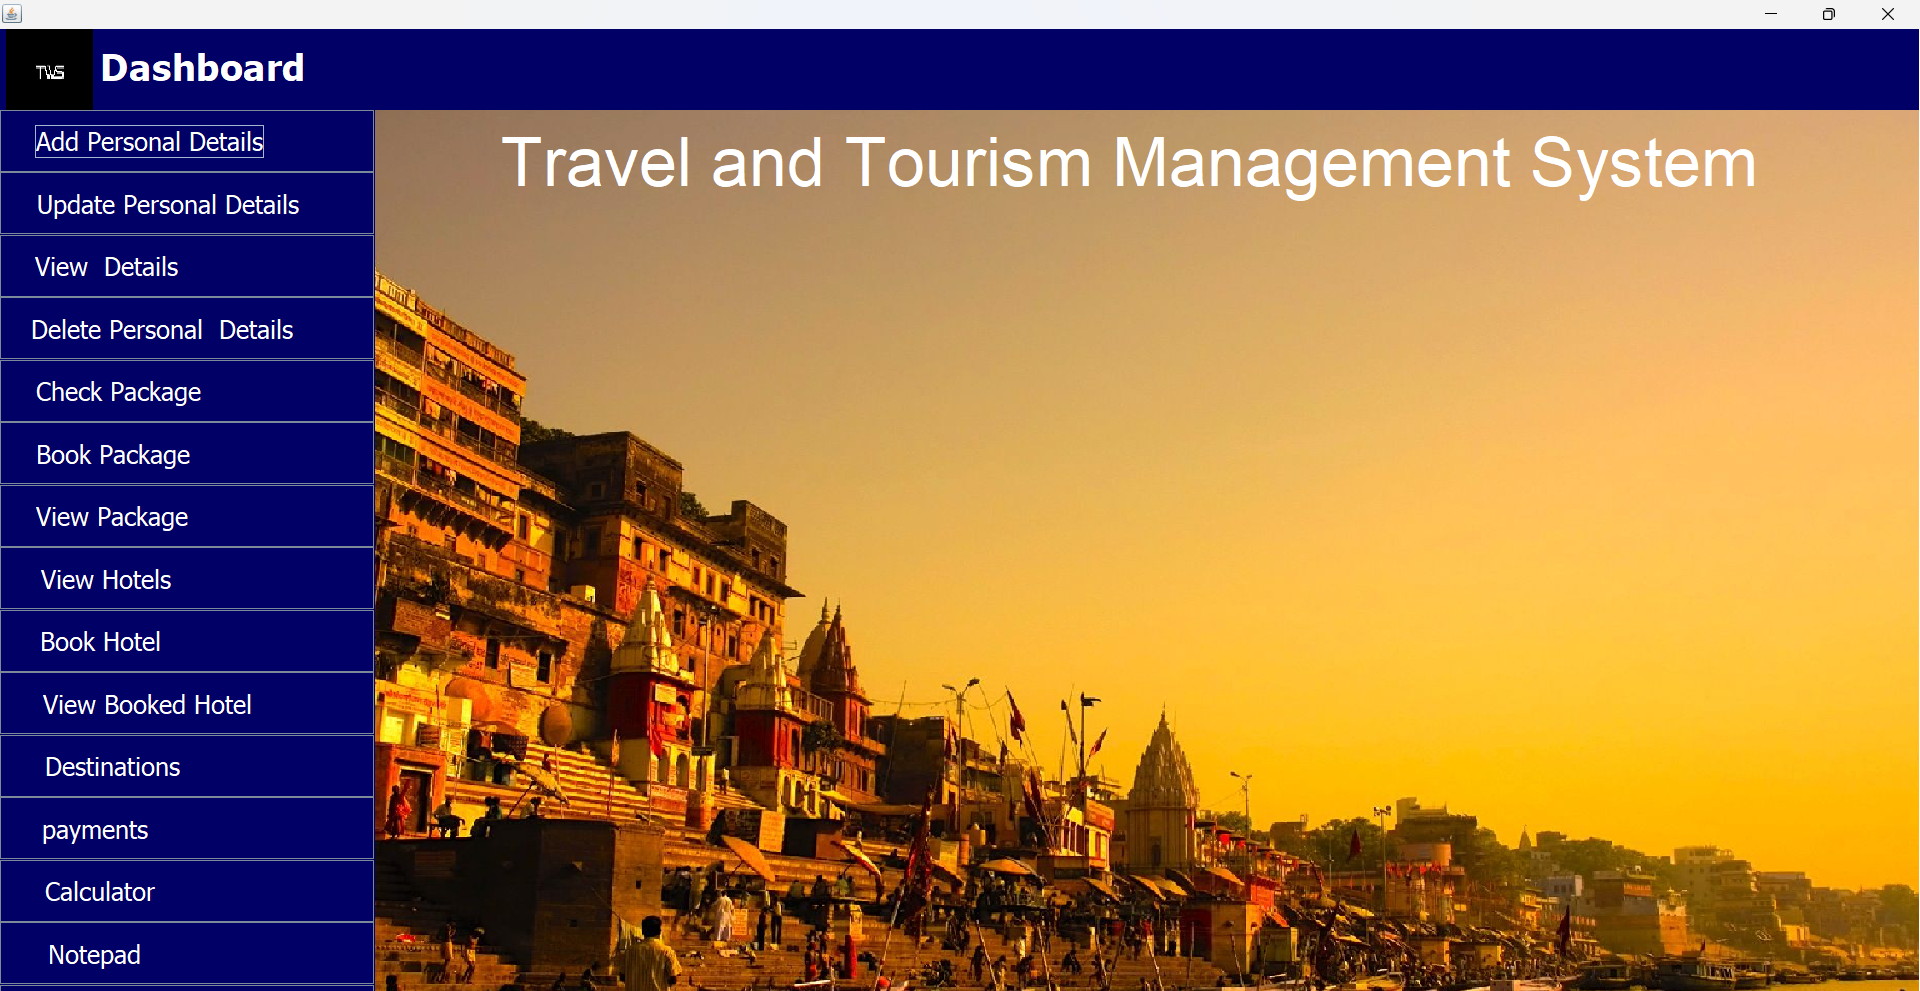 TWS
Dashboard
Travel and Tourism Management System
Add Personal Details
Update Personal Details
View Details
Delete Personal Details
Check Package
Book Package
View Package
View Hotels
Book Hotel
View Booked Hotel
Destinations
payments
Calculator
Notepad